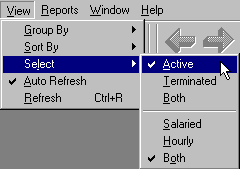 View Reports Window Help
Group By
Sort By
Select
Auto Refresh
Refresh Ctrl+R
Active
Terminated
Both
Salaried
Hourly
Both